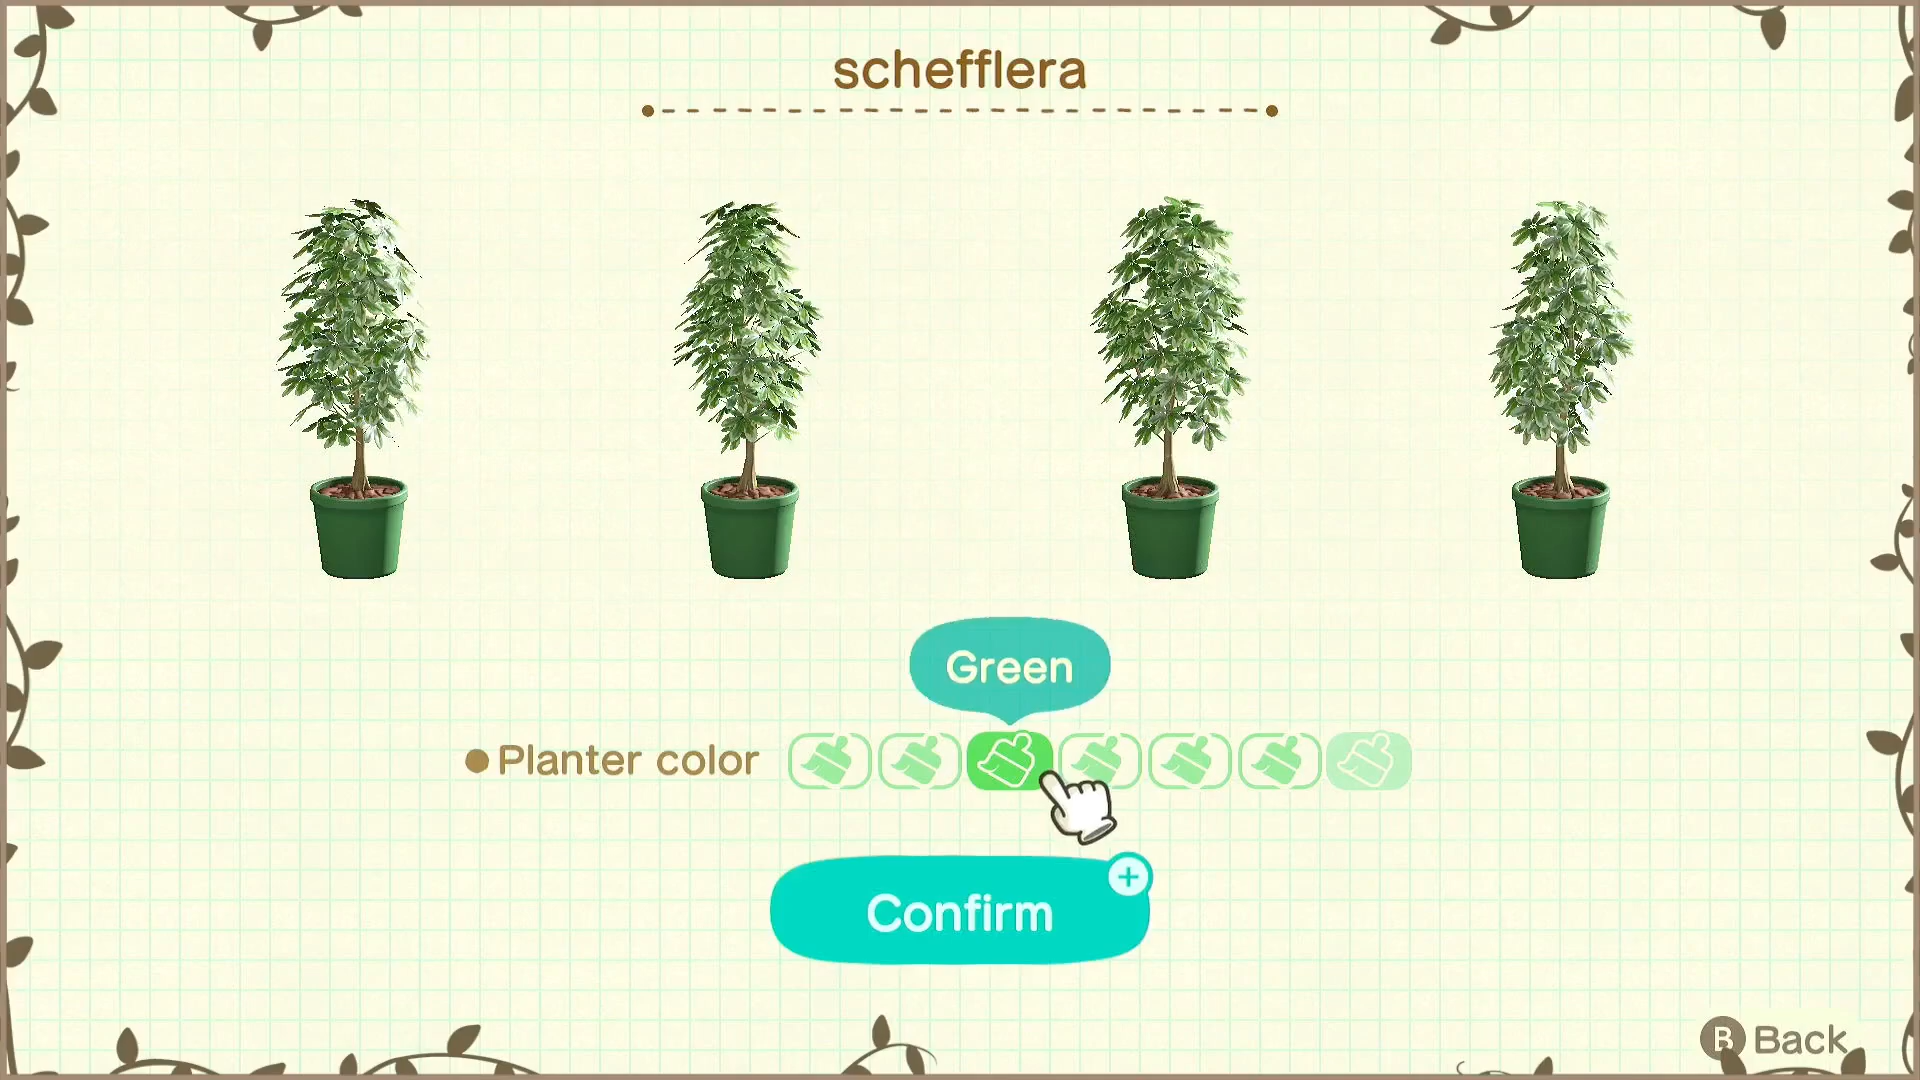 schefflera
Green
Planter color
Confirm
B Back